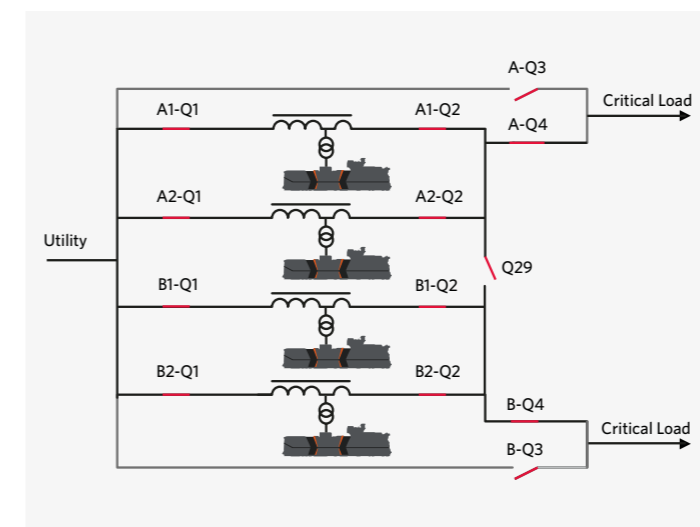 A-Q3
Critical Load
A1-Q1
A1-Q2
A-Q4
A2-Q1
A2-Q2
Utility
Q29
B1-Q1
B1-Q2
B2-Q1
B2-Q2
B-Q4
Critical Load
B-Q3